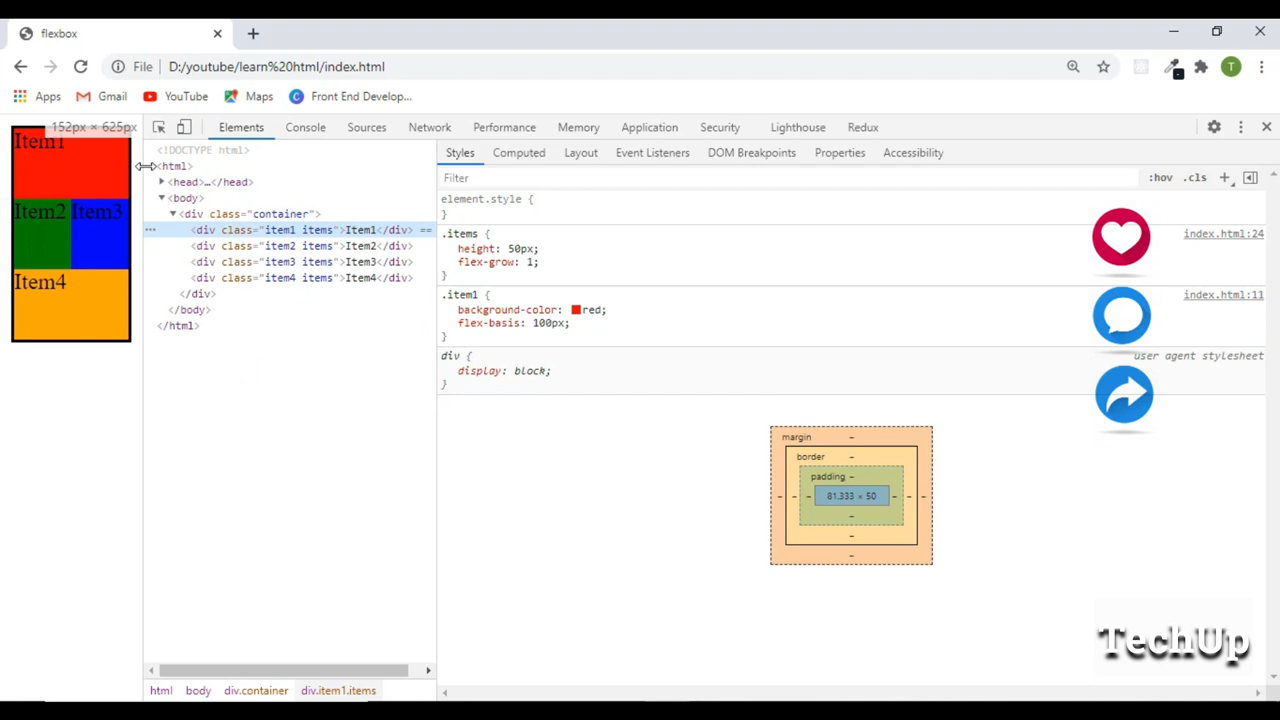 flexbox
File D:/youtube/learn%20html/index.html T
Apps Gmail YouTube Maps Front End Develop...
152px × 625px
Elements Console Sources Network Performance Memory Application Security Lighthouse Redux
Item1
Item2 Item3
Item4
<!DOCTYPE html>
<html>
<head>…</head>
<body>
<div class="container">
<div class="item1 items">Item1</div> ==
<div class="item2 items">Item2</div>
<div class="item3 items">Item3</div>
<div class="item4 items">Item4</div>
</div>
</body>
</html>
html body div.container div.item1.items
Styles Computed Layout Event Listeners DOM Breakpoints Properties Accessibility
Filter :hov .cls +
element.style {
}
.items { index.html:24
height: 50px;
flex-grow: 1;
}
.item1 { index.html:11
background-color: red;
flex-basis: 100px;
}
div { user agent stylesheet
display: block;
}
margin –
border –
padding –
– – – 81.333 × 50 – – –
–
–
–
TechUp